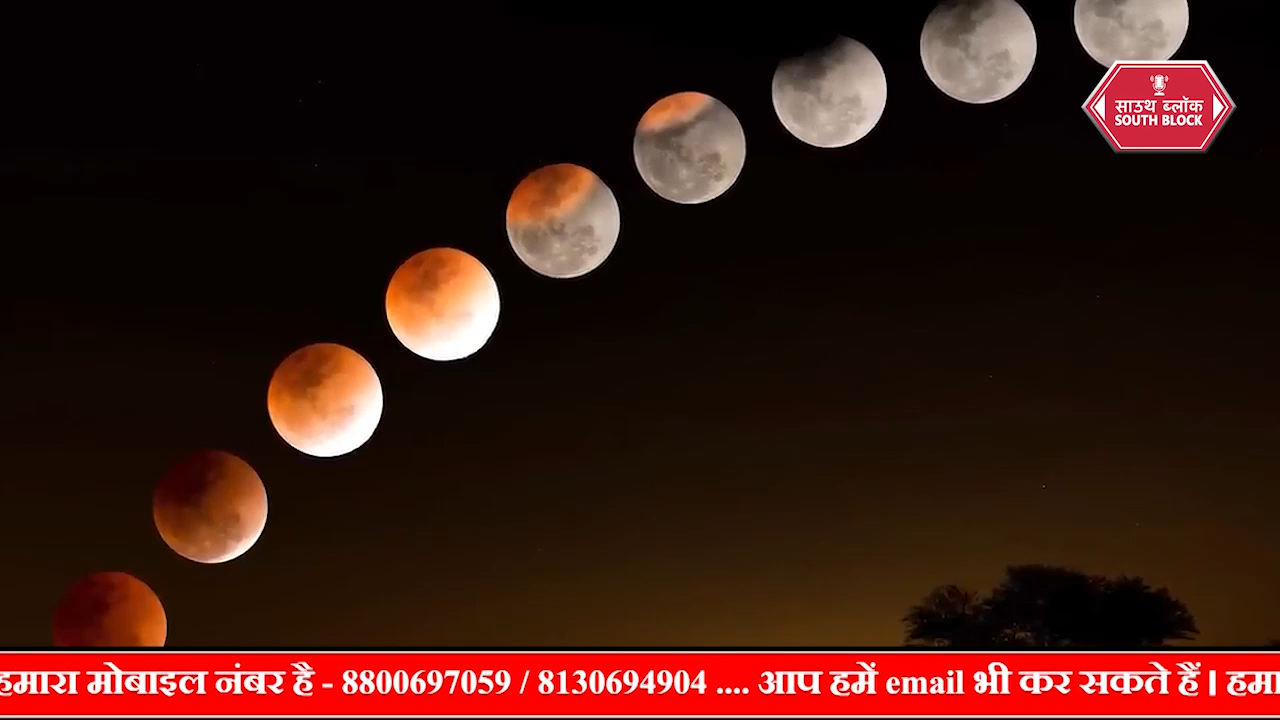 साउथ ब्लॉक
SOUTH BLOCK
हमारा मोबाइल नंबर है - 8800697059 / 8130694904 .... आप हमें email भी कर सकते हैं। हमा